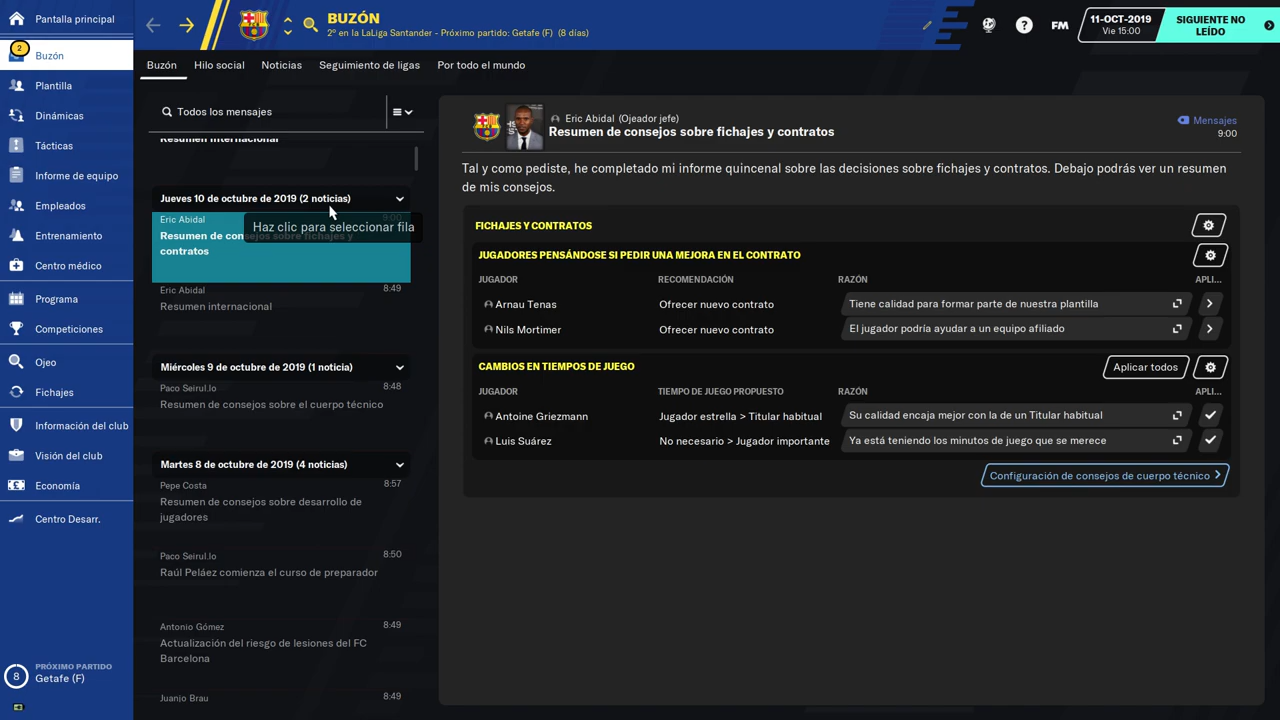 Pantalla principal
2
Buzón
Plantilla
Dinámicas
Tácticas
Informe de equipo
Empleados
Entrenamiento
Centro médico
Programa
Competiciones
Ojeo
Fichajes
Información del club
Visión del club
Economía
Centro Desarr.
8
PRÓXIMO PARTIDO
Getafe (F)
BUZÓN
2º en la LaLiga Santander - Próximo partido: Getafe (F) (8 días)
?
FM
11-OCT-2019
Vie 15:00
SIGUIENTE NO
LEÍDO
Buzón
Hilo social
Noticias
Seguimiento de ligas
Por todo el mundo
Todos los mensajes
Resumen internacional
Jueves 10 de octubre de 2019 (2 noticias)
Eric Abidal
9:00
Haz clic para seleccionar fila
Resumen de consejos sobre fichajes y
contratos
Eric Abidal
8:49
Resumen internacional
Miércoles 9 de octubre de 2019 (1 noticia)
Paco Seirul.lo
8:48
Resumen de consejos sobre el cuerpo técnico
Martes 8 de octubre de 2019 (4 noticias)
Pepe Costa
8:57
Resumen de consejos sobre desarrollo de
jugadores
Paco Seirul.lo
8:50
Raúl Peláez comienza el curso de preparador
Antonio Gómez
8:49
Actualización del riesgo de lesiones del FC
Barcelona
Juanjo Brau
8:49
Eric Abidal (Ojeador jefe)
Resumen de consejos sobre fichajes y contratos
Mensajes
9:00
Tal y como pediste, he completado mi informe quincenal sobre las decisiones sobre fichajes y contratos. Debajo podrás ver un resumen
de mis consejos.
FICHAJES Y CONTRATOS
JUGADORES PENSÁNDOSE SI PEDIR UNA MEJORA EN EL CONTRATO
JUGADOR RECOMENDACIÓN RAZÓN APLI...
Arnau Tenas Ofrecer nuevo contrato Tiene calidad para formar parte de nuestra plantilla
Nils Mortimer Ofrecer nuevo contrato El jugador podría ayudar a un equipo afiliado
CAMBIOS EN TIEMPOS DE JUEGO
Aplicar todos
JUGADOR TIEMPO DE JUEGO PROPUESTO RAZÓN APLI...
Antoine Griezmann Jugador estrella > Titular habitual Su calidad encaja mejor con la de un Titular habitual
Luis Suárez No necesario > Jugador importante Ya está teniendo los minutos de juego que se merece
Configuración de consejos de cuerpo técnico